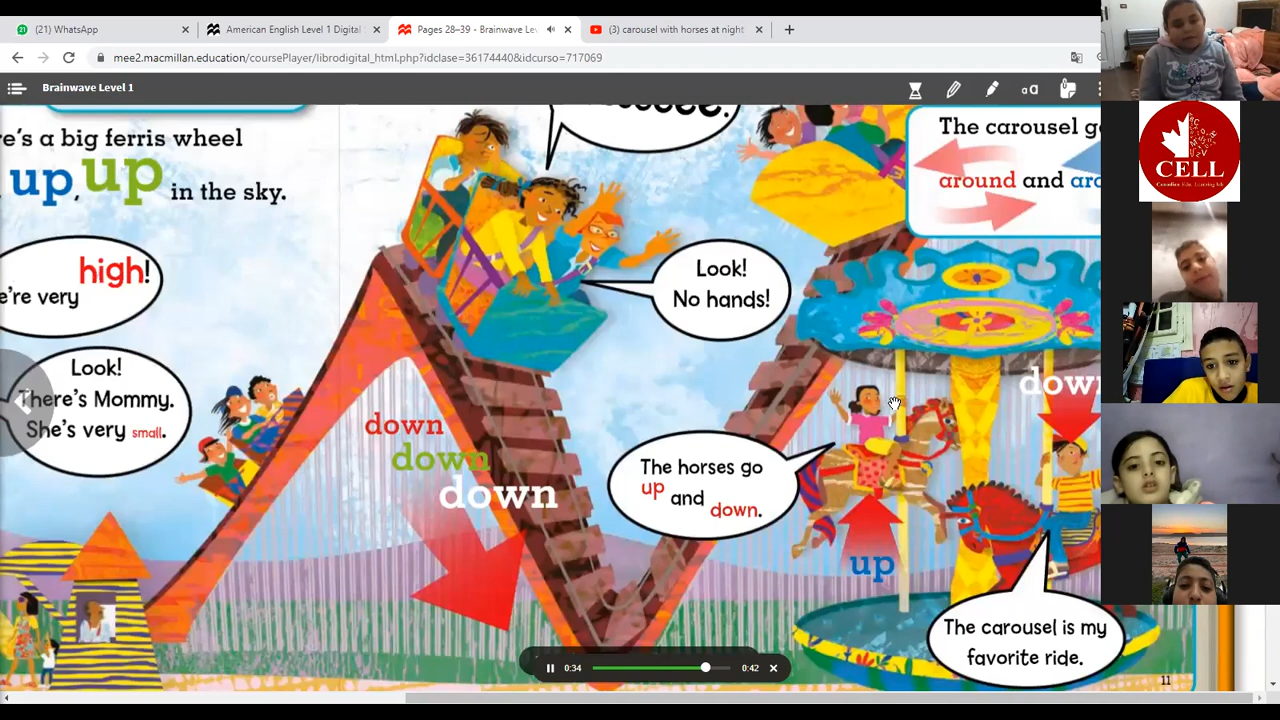 (21) WhatsApp
American English Level 1 Digital
Pages 28–39 - Brainwave Lev
(3) carousel with horses at night
mee2.macmillan.education/coursePlayer/librodigital_html.php?idclase=36174440&idcurso=717069
Brainwave Level 1
aa
re's a big ferris wheel
up, up in the sky.
high!
e're very
Look!
There's Mommy.
She's very small.
down
down
down
Look!
No hands!
The horses go
up and down.
up
The carousel g
around and aro
down
The carousel is my
favorite ride.
11
0:34
0:42
CELL